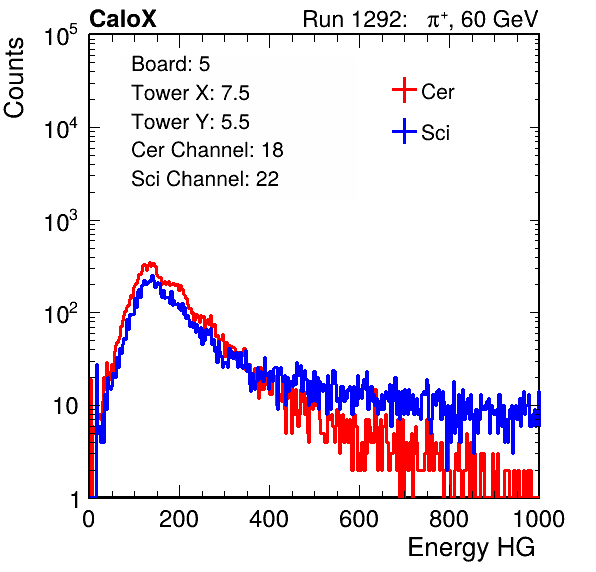 CaloX Run 1292: π⁺, 60 GeV
Counts
10⁵
10⁴
10³
10²
10
1
Board: 5
Tower X: 7.5
Tower Y: 5.5
Cer Channel: 18
Sci Channel: 22
Cer
Sci
0 200 400 600 800 1000
Energy HG